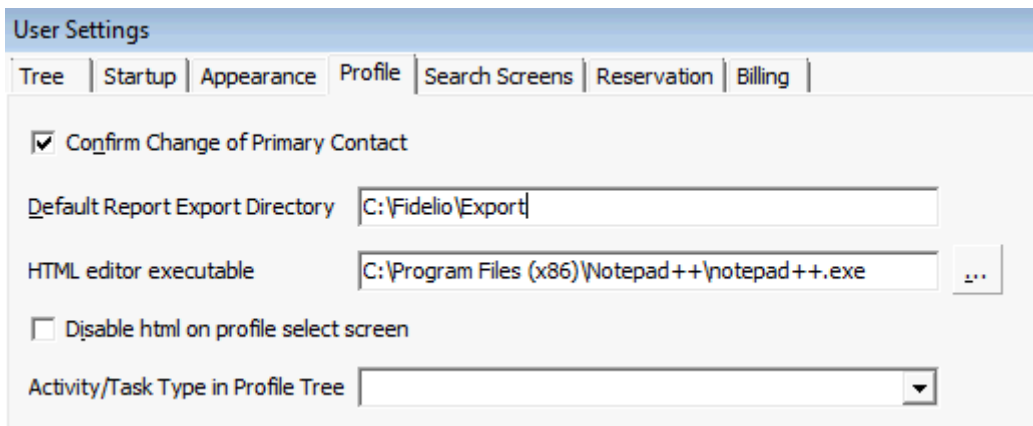 User Settings
Tree Startup Appearance Profile Search Screens Reservation Billing
Confirm Change of Primary Contact
Default Report Export Directory C:\Fidelio\Export
HTML editor executable C:\Program Files (x86)\Notepad++\notepad++.exe ...
Disable html on profile select screen
Activity/Task Type in Profile Tree